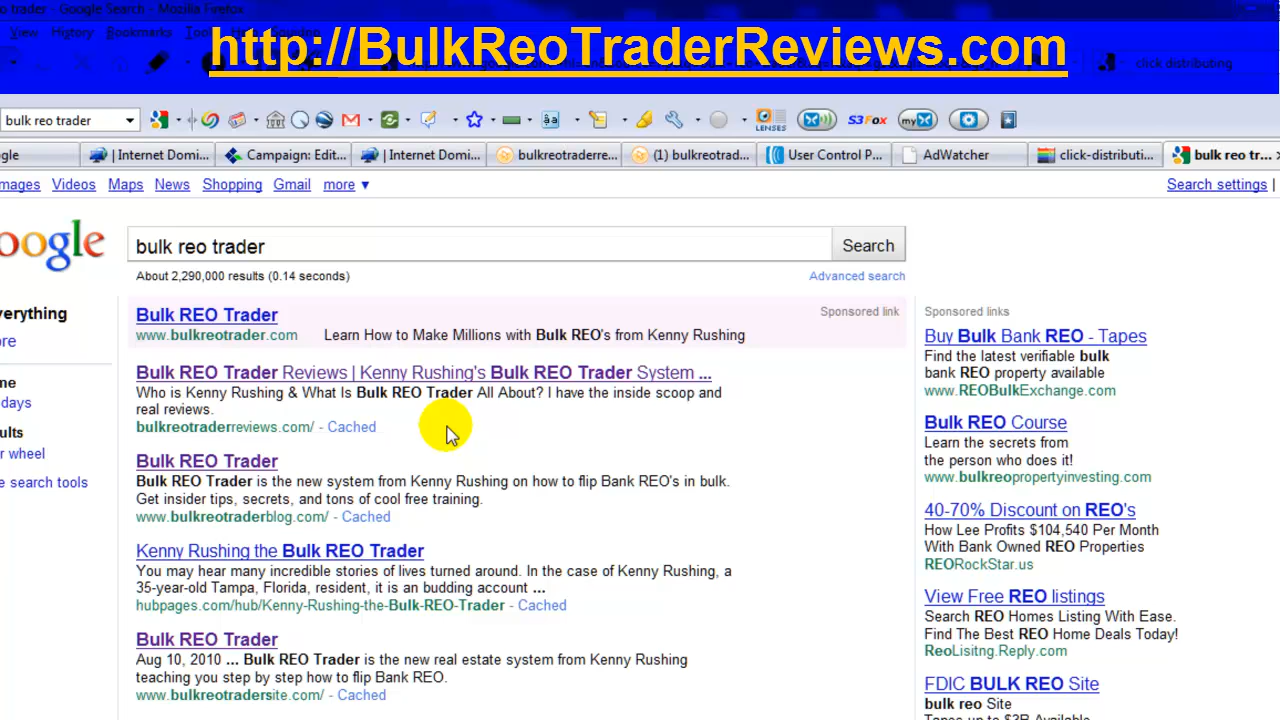 o trader - Google Search - Mozilla Firefox
View History Bookmarks Tools
http://BulkReoTraderReviews.com
click distributing
bulk reo trader
S3Fox myX
LENSES
gle | Internet Domi... Campaign: Edit... | Internet Domi... bulkreotraderre... (1) bulkreotrad... User Control P... AdWatcher click-distributi... bulk reo tr...
mages Videos Maps News Shopping Gmail more ▼ Search settings |
oogle
bulk reo trader Search
About 2,290,000 results (0.14 seconds) Advanced search
verything
ore
me
days
ults
r wheel
e search tools
Bulk REO Trader Sponsored link
www.bulkreotrader.com Learn How to Make Millions with Bulk REO's from Kenny Rushing
Bulk REO Trader Reviews | Kenny Rushing's Bulk REO Trader System ...
Who is Kenny Rushing & What Is Bulk REO Trader All About? I have the inside scoop and
real reviews.
bulkreotraderreviews.com/ - Cached
Bulk REO Trader
Bulk REO Trader is the new system from Kenny Rushing on how to flip Bank REO's in bulk.
Get insider tips, secrets, and tons of cool free training.
www.bulkreotraderblog.com/ - Cached
Kenny Rushing the Bulk REO Trader
You may hear many incredible stories of lives turned around. In the case of Kenny Rushing, a
35-year-old Tampa, Florida, resident, it is an budding account ...
hubpages.com/hub/Kenny-Rushing-the-Bulk-REO-Trader - Cached
Bulk REO Trader
Aug 10, 2010 ... Bulk REO Trader is the new real estate system from Kenny Rushing
teaching you step by step how to flip Bank REO.
www.bulkreotradersite.com/ - Cached
Sponsored links
Buy Bulk Bank REO - Tapes
Find the latest verifiable bulk
bank REO property available
www.REOBulkExchange.com
Bulk REO Course
Learn the secrets from
the person who does it!
www.bulkreopropertyinvesting.com
40-70% Discount on REO's
How Lee Profits $104,540 Per Month
With Bank Owned REO Properties
REORockStar.us
View Free REO listings
Search REO Homes Listing With Ease.
Find The Best REO Home Deals Today!
ReoLisitng.Reply.com
FDIC BULK REO Site
bulk reo Site
Tapes up to $3B Available